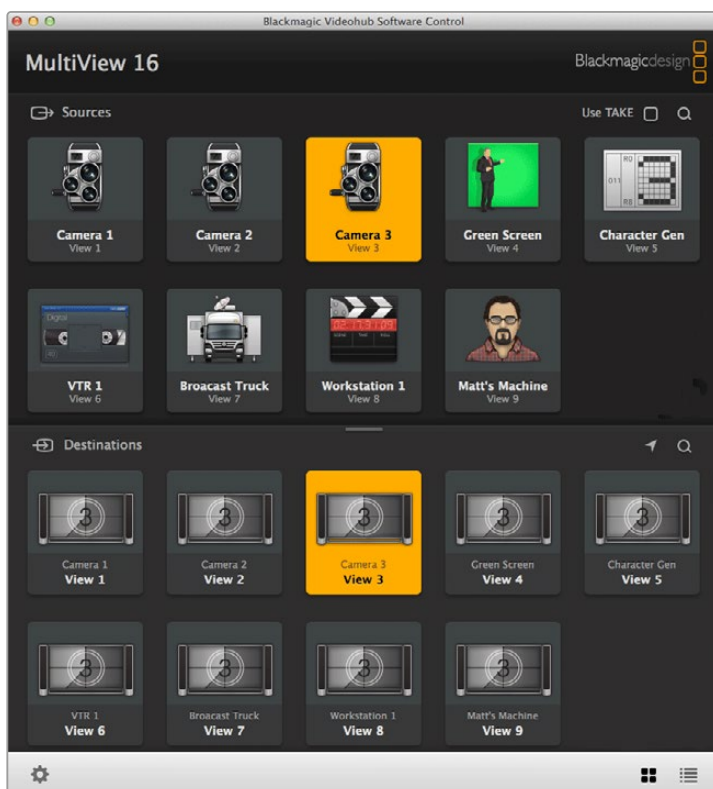 Blackmagic Videohub Software Control
MultiView 16
Blackmagicdesign
Sources
Use TAKE
Camera 1
View 1
Camera 2
View 2
Camera 3
View 3
Green Screen
View 4
Character Gen
View 5
VTR 1
View 6
Broacast Truck
View 7
Workstation 1
View 8
Matt's Machine
View 9
Destinations
Camera 1
View 1
Camera 2
View 2
Camera 3
View 3
Green Screen
View 4
Character Gen
View 5
VTR 1
View 6
Broacast Truck
View 7
Workstation 1
View 8
Matt's Machine
View 9